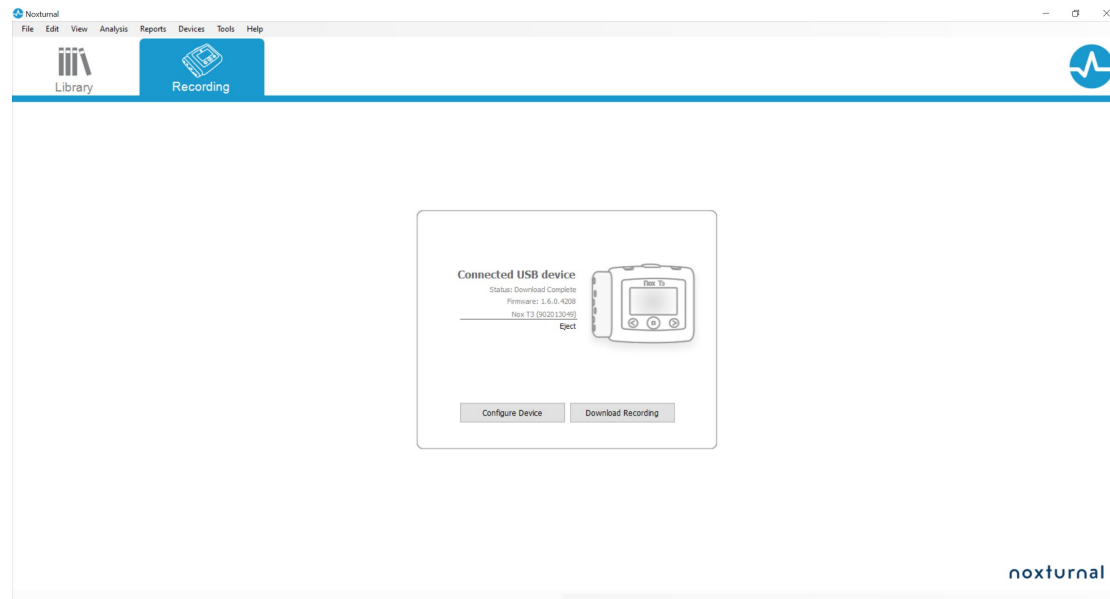 Noxturnal
File Edit View Analysis Reports Devices Tools Help
Library
Recording
Connected USB device
Status: Download Complete
Firmware: 1.6.0.4208
Nox T3 (902013049)
Eject
Nox T3
Configure Device
Download Recording
noxturnal